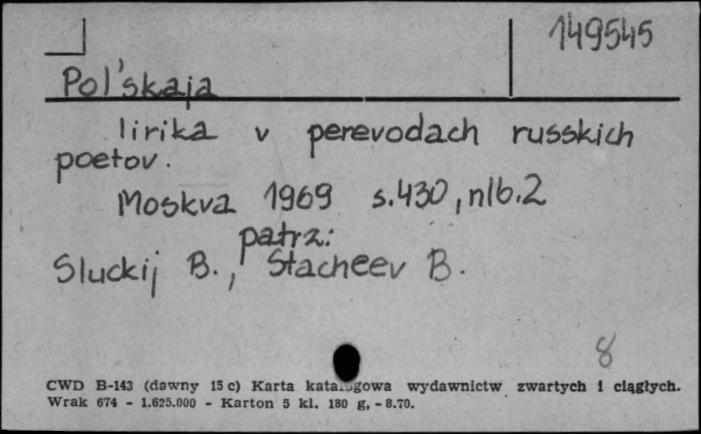 149545
Pol'skaja
lirika v perevodach russkich
poetov.
Moskva 1969 s.430, nlb.2
patrz:
Sluckij B., Stacheev B.
8
CWD B-143 (dawny 15 c) Karta katalogowa wydawnictw zwartych i ciągłych.
Wrak 674 - 1.625.000 - Karton 5 kl. 180 g, - 8.70.